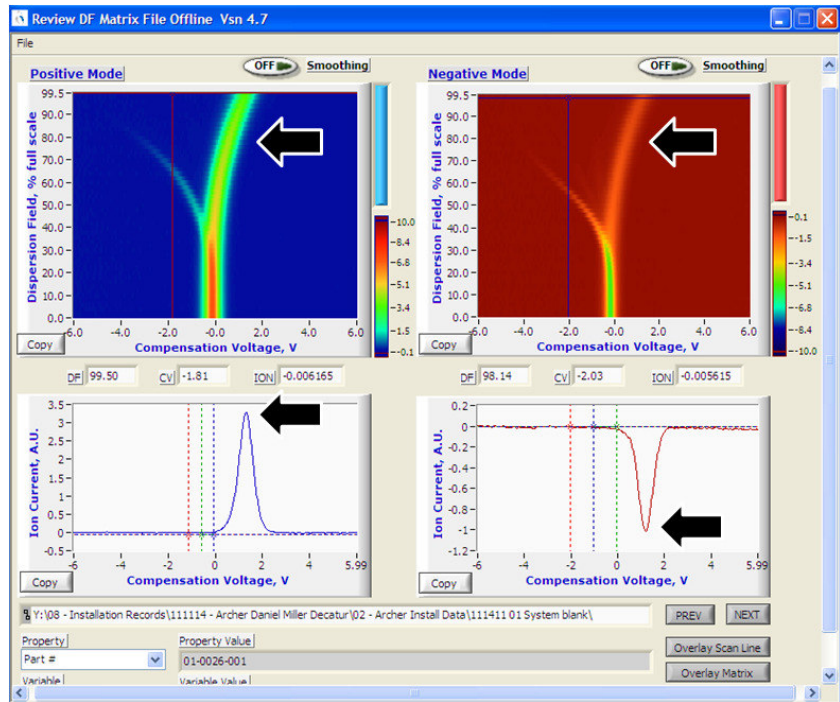 Review DF Matrix File Offline Vsn 4.7
File
Positive Mode
OFF
Smoothing
Negative Mode
OFF
Smoothing
Dispersion Field, % full scale
99.5
90.0
80.0
70.0
60.0
50.0
40.0
30.0
20.0
10.0
0.0
-6.0 -4.0 -2.0 -0.0 2.0 4.0 6.0
Compensation Voltage, V
Copy
10.0
8.4
6.8
5.1
3.4
1.5
-0.1
Dispersion Field, % full scale
99.5
90.0
80.0
70.0
60.0
50.0
40.0
30.0
20.0
10.0
0.0
-6.0 -4.0 -2.0 -0.0 2.0 4.0 6.0
Compensation Voltage, V
Copy
-0.1
-1.5
-3.4
-5.1
-6.8
-8.4
-10.0
DF 99.50 CV -1.81 ION -0.006165
DF 98.14 CV -2.03 ION -0.005615
Ion Current, A.U.
3.5
3
2.5
2
1.5
1
0.5
0
-0.5
-6 -4 -2 0 2 4 5.99
Compensation Voltage, V
Copy
Ion Current, A.U.
0.2
0
-0.2
-0.4
-0.6
-0.8
-1
-1.2
-6 -4 -2 0 2 4 5.99
Compensation Voltage, V
Copy
Y:\08 - Installation Records\111114 - Archer Daniel Miller Decatur\02 - Archer Install Data\111411 01 System blank\
PREV NEXT
Property Property Value
Part # 01-0026-001
Overlay Scan Line
Overlay Matrix
Variable Variable Value